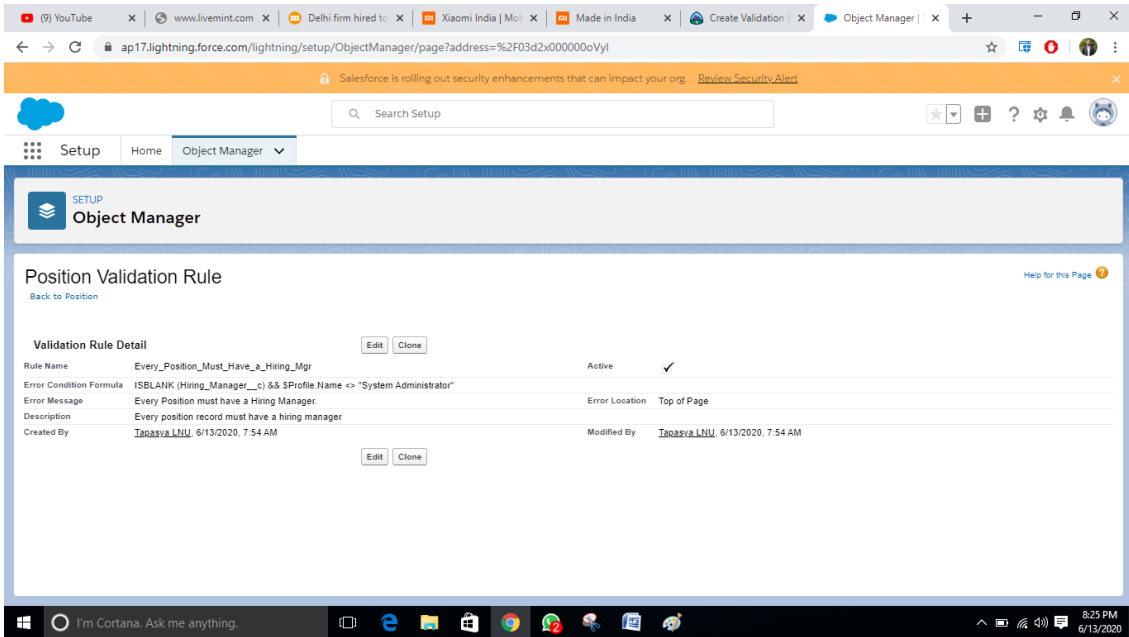 (9) YouTube
www.livemint.com
Delhi firm hired to
Xiaomi India | Mob
Made in India
Create Validation R
Object Manager | S
ap17.lightning.force.com/lightning/setup/ObjectManager/page?address=%2F03d2x000000oVyI
Salesforce is rolling out security enhancements that can impact your org. Review Security Alert
Search Setup
Setup Home Object Manager
SETUP
Object Manager
Position Validation Rule
Help for this Page
Back to Position
Validation Rule Detail Edit Clone
Rule Name Every_Position_Must_Have_a_Hiring_Mgr Active
Error Condition Formula ISBLANK (Hiring_Manager__c) && $Profile.Name <> "System Administrator"
Error Message Every Position must have a Hiring Manager. Error Location Top of Page
Description Every position record must have a hiring manager
Created By Tapasya LNU, 6/13/2020, 7:54 AM Modified By Tapasya LNU, 6/13/2020, 7:54 AM
Edit Clone
I'm Cortana. Ask me anything.
2
8:25 PM
6/13/2020